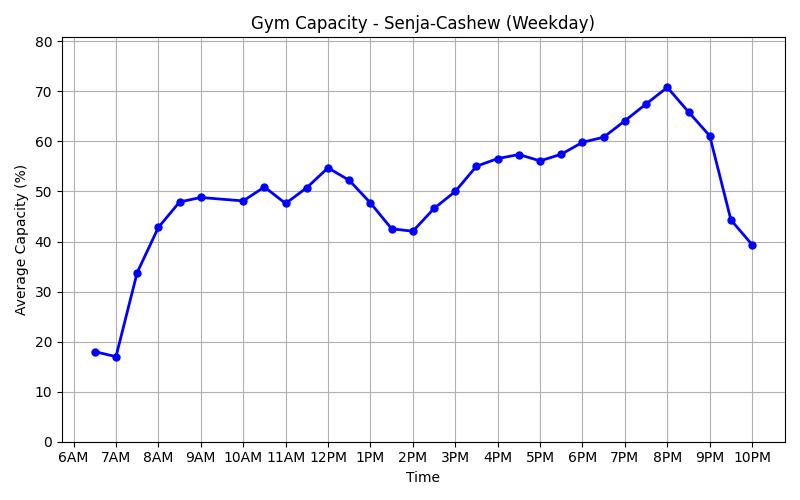 Gym Capacity - Senja-Cashew (Weekday)
Average Capacity (%)
80
70
60
50
40
30
20
10
0
6AM 7AM 8AM 9AM 10AM 11AM 12PM 1PM 2PM 3PM 4PM 5PM 6PM 7PM 8PM 9PM 10PM
Time